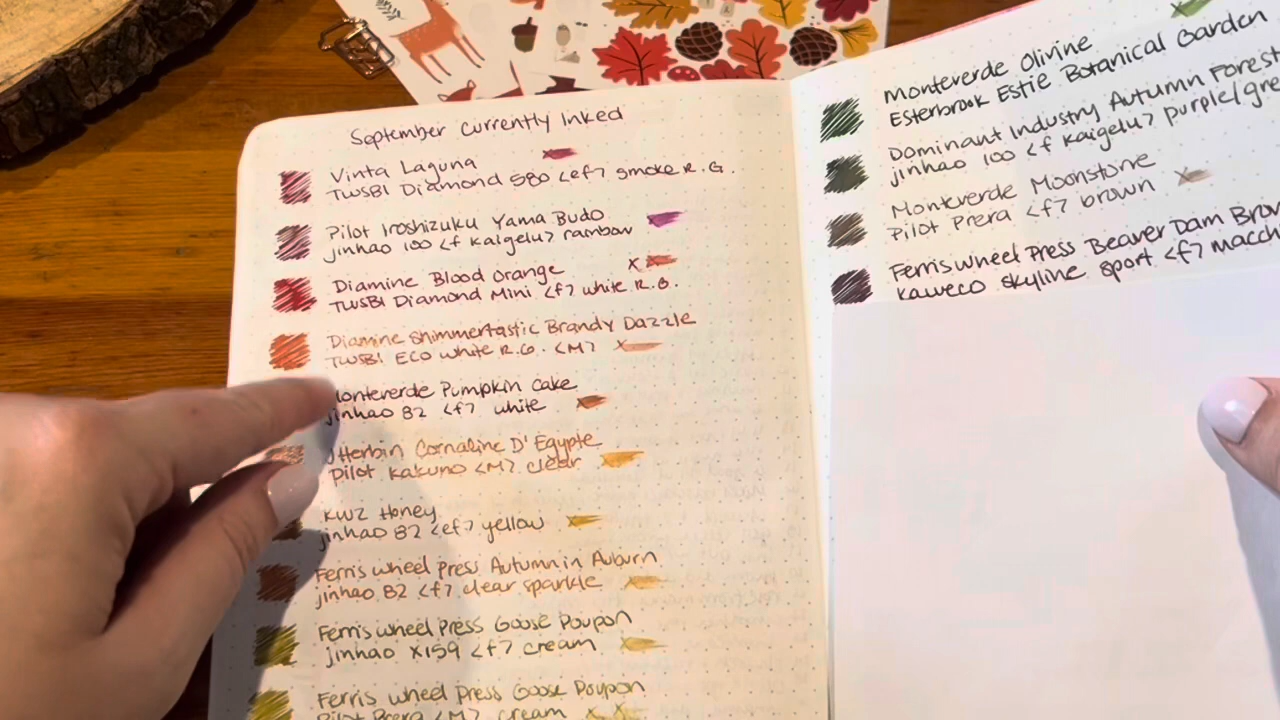 September Currently Inked
Vinta Laguna
TWSBI Diamond 580 <ef> smoke R.G.
Pilot Iroshizuku Yama Budo
jinhao 100 <f Kaigelu> rainbow
Diamine Blood Orange
TWSBI Diamond Mini <f> white R.G.
Diamine Shimmertastic Brandy Dazzle
TWSBI ECO white R.G. <M>
Monteverde Pumpkin Cake
jinhao 82 <f> white
J Herbin Cornaline D'Egypte
Pilot Kakuno <M> clear
KWZ Honey
jinhao 82 <ef> yellow
Ferris wheel Press Autumn in Auburn
jinhao 82 <f> clear sparkle
Ferris wheel Press Goose Poupon
jinhao X159 <f> cream
Ferris wheel Press Goose Poupon
Pilot Prera <M> cream
Monteverde Olivine
Esterbrook Estie Botanical Garden
Dominant Industry Autumn Forest
jinhao 100 <f Kaigelu> purple/gre
Monteverde Moonstone
Pilot Prera <f> brown
Ferris wheel Press Beaver Dam Brow
Kaweco skyline sport <f> macch